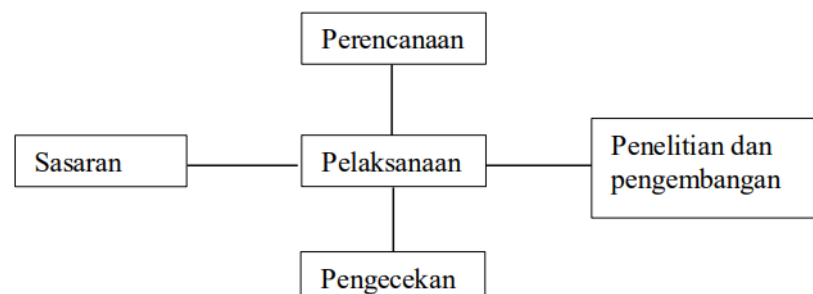 Perencanaan
Sasaran
Pelaksanaan
Penelitian dan
pengembangan
Pengecekan